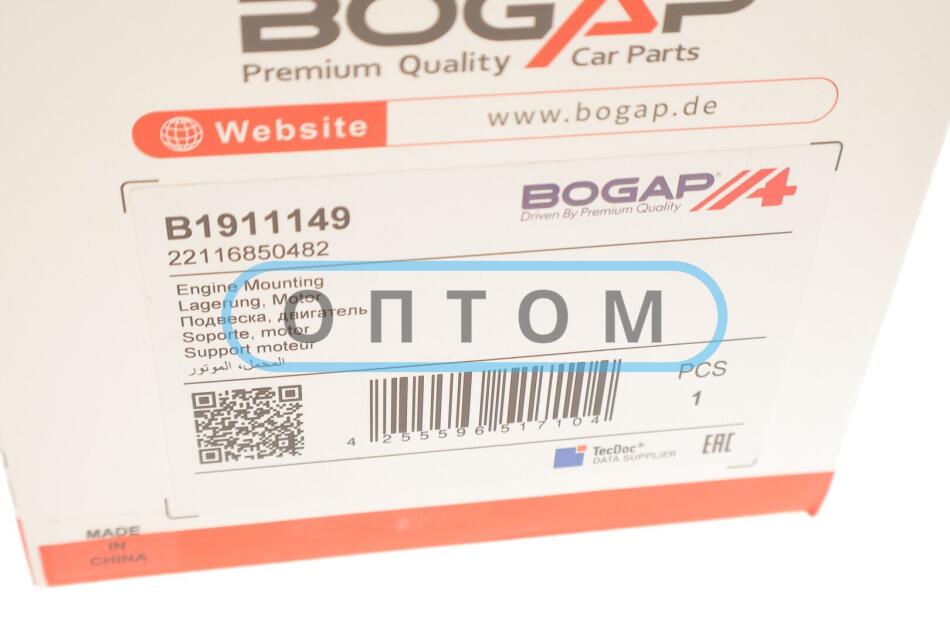 BOGAP
Premium Quality Car Parts
Website www.bogap.de
BOGAP®
Driven By Premium Quality
B1911149
22116850482
Engine Mounting
Lagerung, Motor
Подвеска, двигатель
Soporte, motor
Support moteur
المحمل، الموتور
ОПТОМ
PCS
1
4 255596 517104
TecDoc®
DATA SUPPLIER
EAC
MADE
IN
CHINA